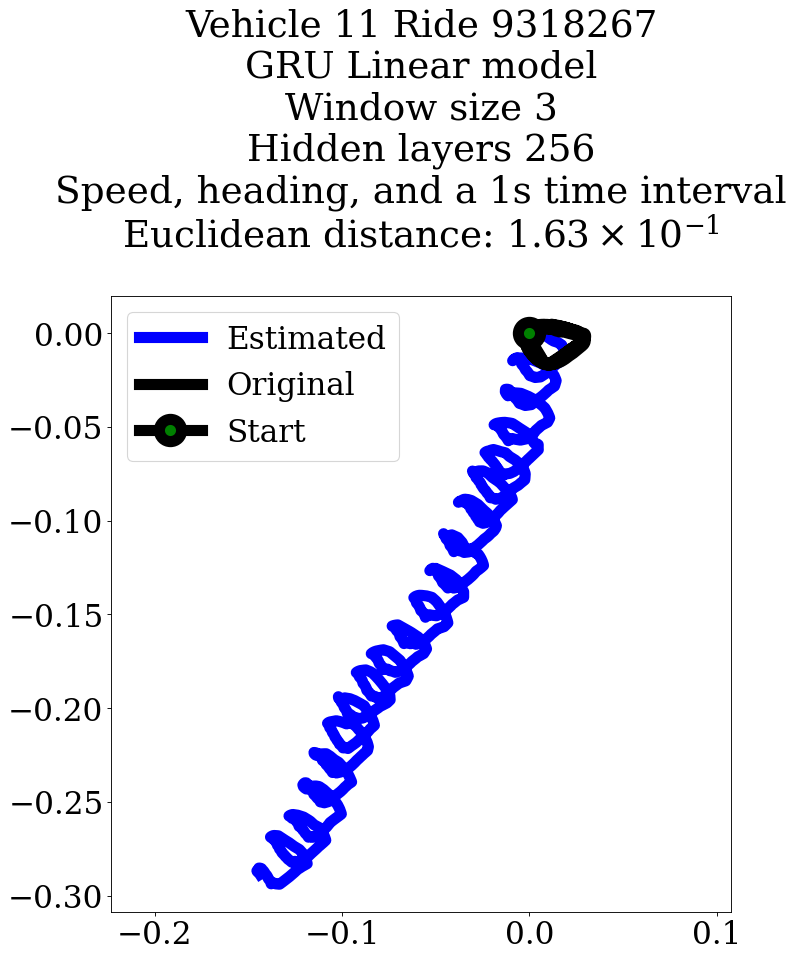 Vehicle 11 Ride 9318267
GRU Linear model
Window size 3
Hidden layers 256
Speed, heading, and a 1s time interval
Euclidean distance: 1.63 × 10⁻¹
Estimated
Original
Start
0.00
−0.05
−0.10
−0.15
−0.20
−0.25
−0.30
−0.2
−0.1
0.0
0.1